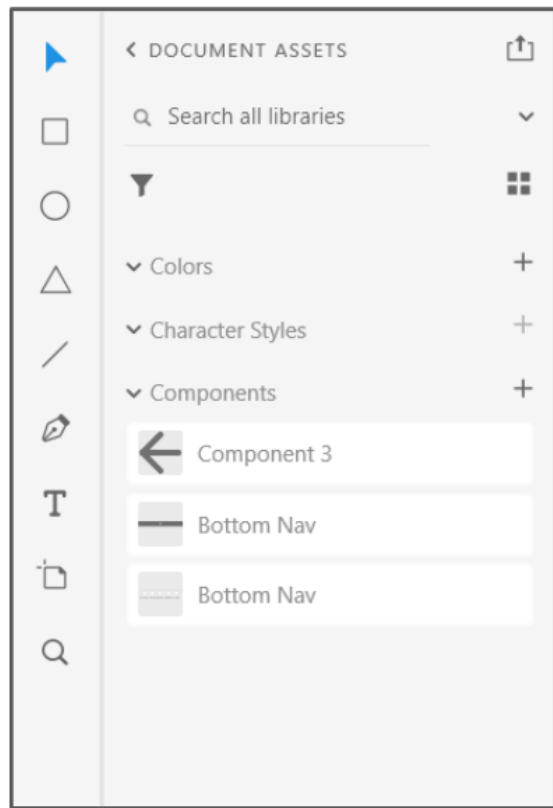 DOCUMENT ASSETS
Search all libraries
Colors
Character Styles
Components
Component 3
Bottom Nav
Bottom Nav